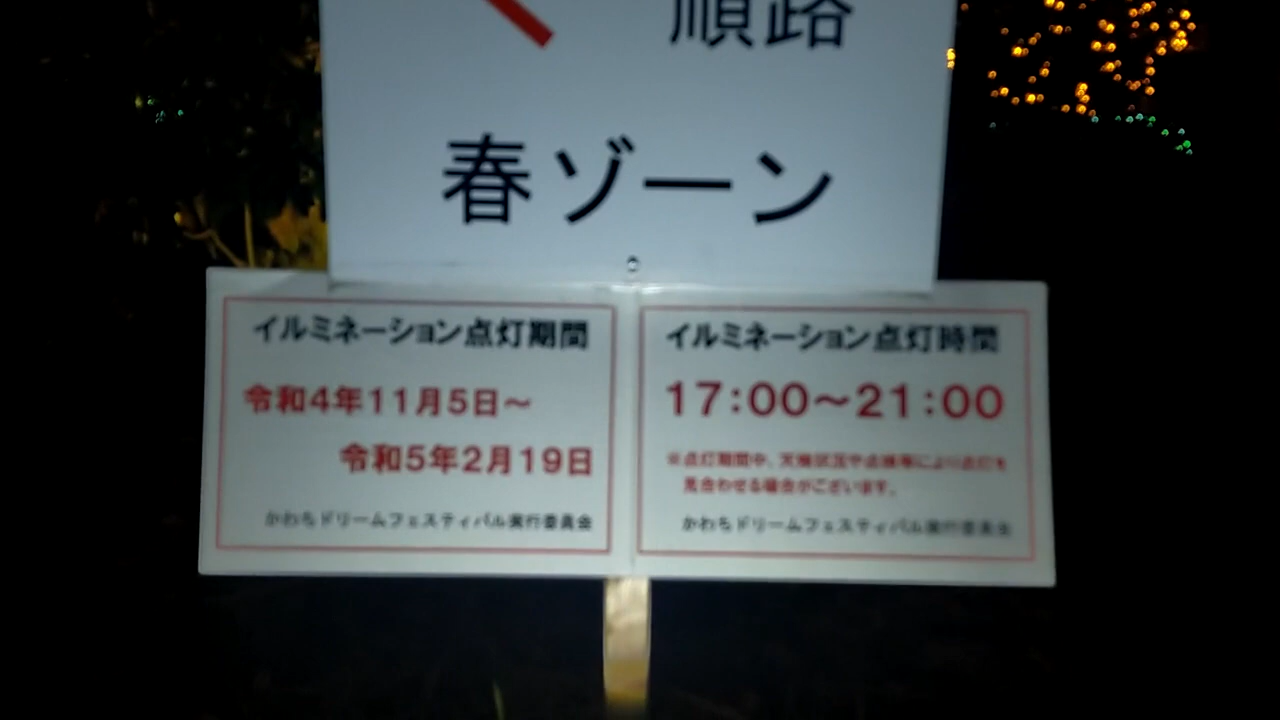 順路
春ゾーン
イルミネーション点灯期間
令和4年11月5日～
令和5年2月19日
かわちドリームフェスティバル実行委員会
イルミネーション点灯時間
17:00～21:00
※点灯期間中、天候状況や点検等により点灯を
見合わせる場合がございます。
かわちドリームフェスティバル実行委員会